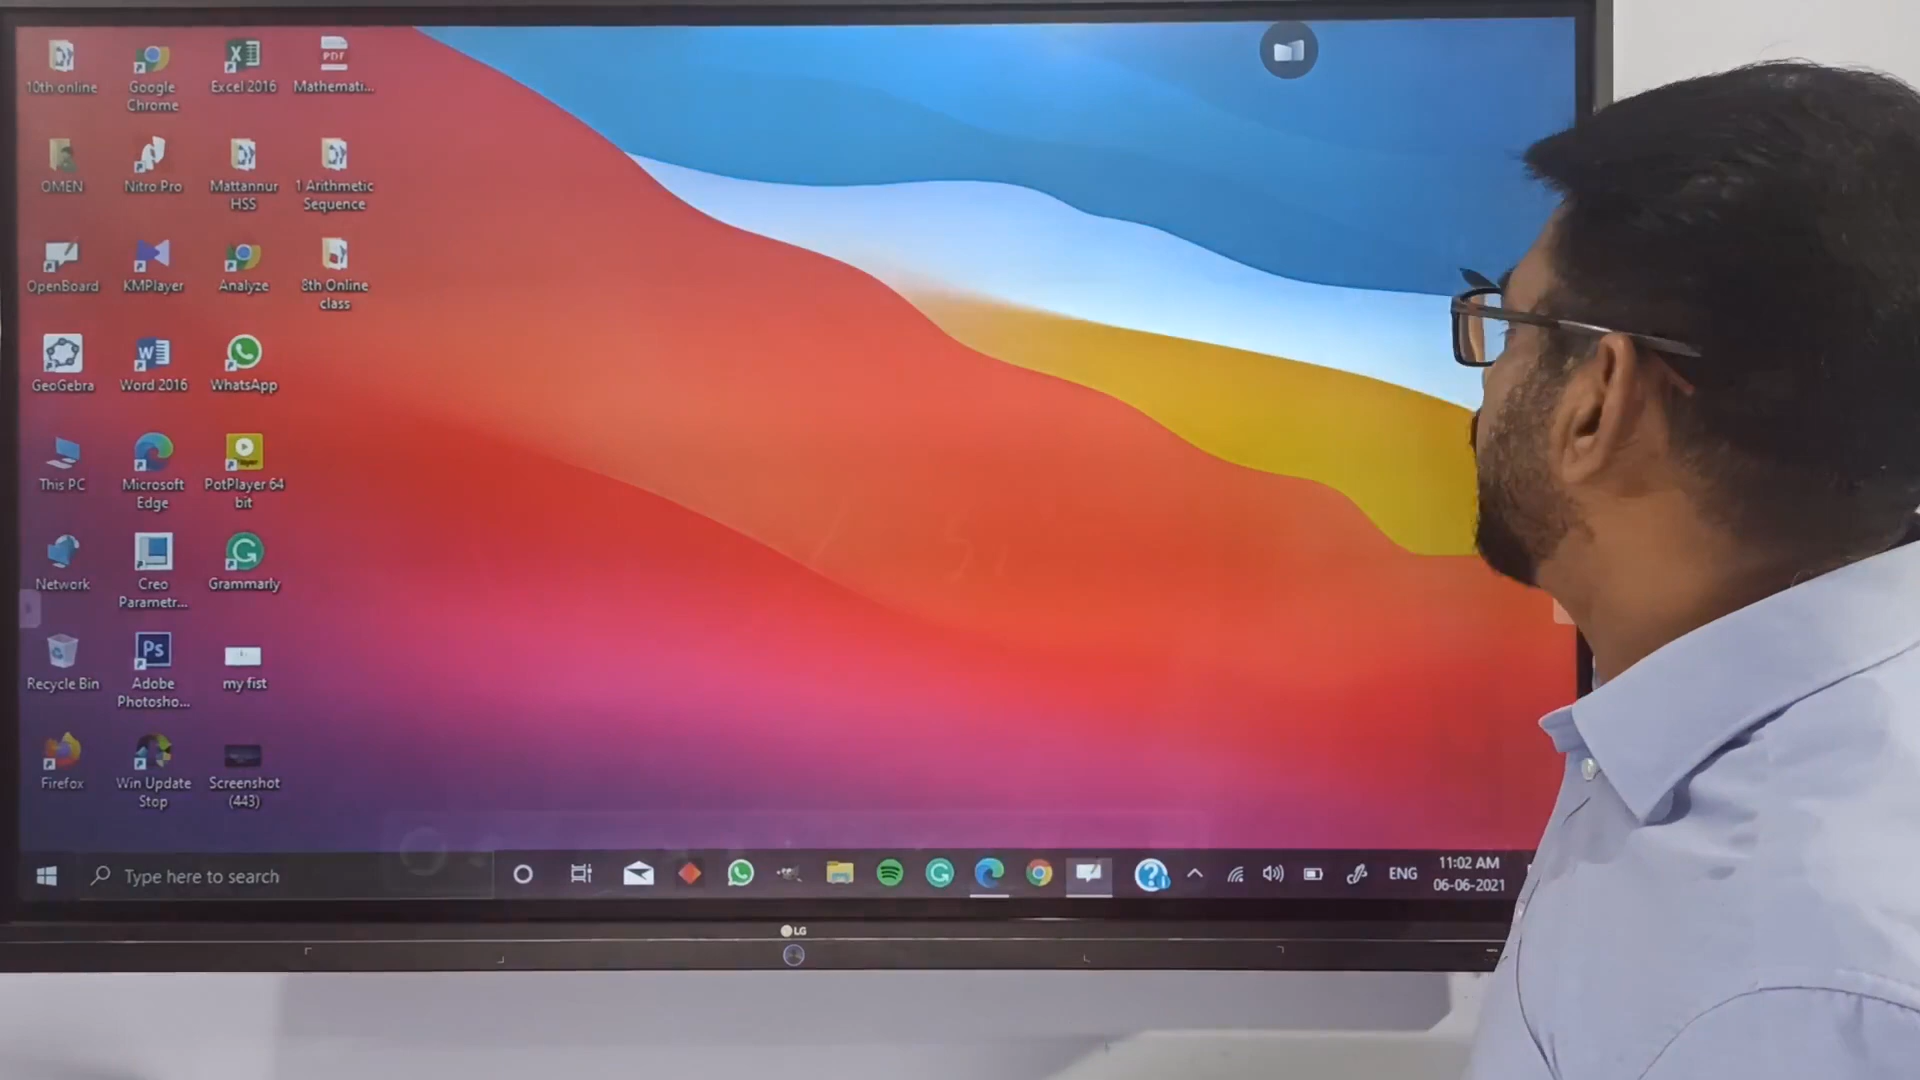 10th online
Google Chrome
Excel 2016
PDF
Mathemati...
OMEN
Nitro Pro
Mattannur HSS
1 Arithmetic Sequence
OpenBoard
KMPlayer
Analyze
8th Online class
GeoGebra
Word 2016
WhatsApp
This PC
Microsoft Edge
PotPlayer 64 bit
Network
Creo Parametr...
Grammarly
Recycle Bin
Ps
Adobe Photosho...
my fist
Firefox
Win Update Stop
Screenshot (443)
Type here to search
ENG
11:02 AM
06-06-2021
LG